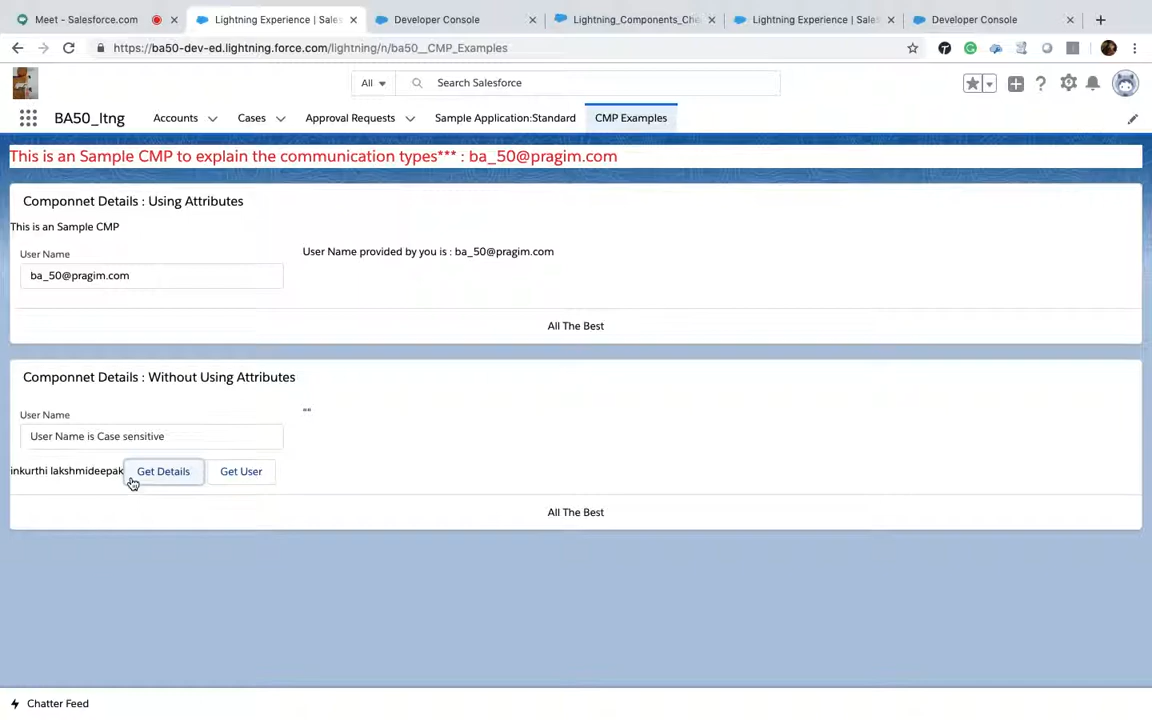 Meet - Salesforce.com
Lightning Experience | Sales
Developer Console
Lightning_Components_Che
Lightning Experience | Sales
Developer Console
https://ba50-dev-ed.lightning.force.com/lightning/n/ba50__CMP_Examples
All
Search Salesforce
BA50_ltng
Accounts
Cases
Approval Requests
Sample Application:Standard
CMP Examples
This is an Sample CMP to explain the communication types*** : ba_50@pragim.com
Componnet Details : Using Attributes
This is an Sample CMP
User Name
User Name provided by you is : ba_50@pragim.com
ba_50@pragim.com
All The Best
Componnet Details : Without Using Attributes
User Name
""
User Name is Case sensitive
inkurthi lakshmideepak
Get Details
Get User
All The Best
Chatter Feed